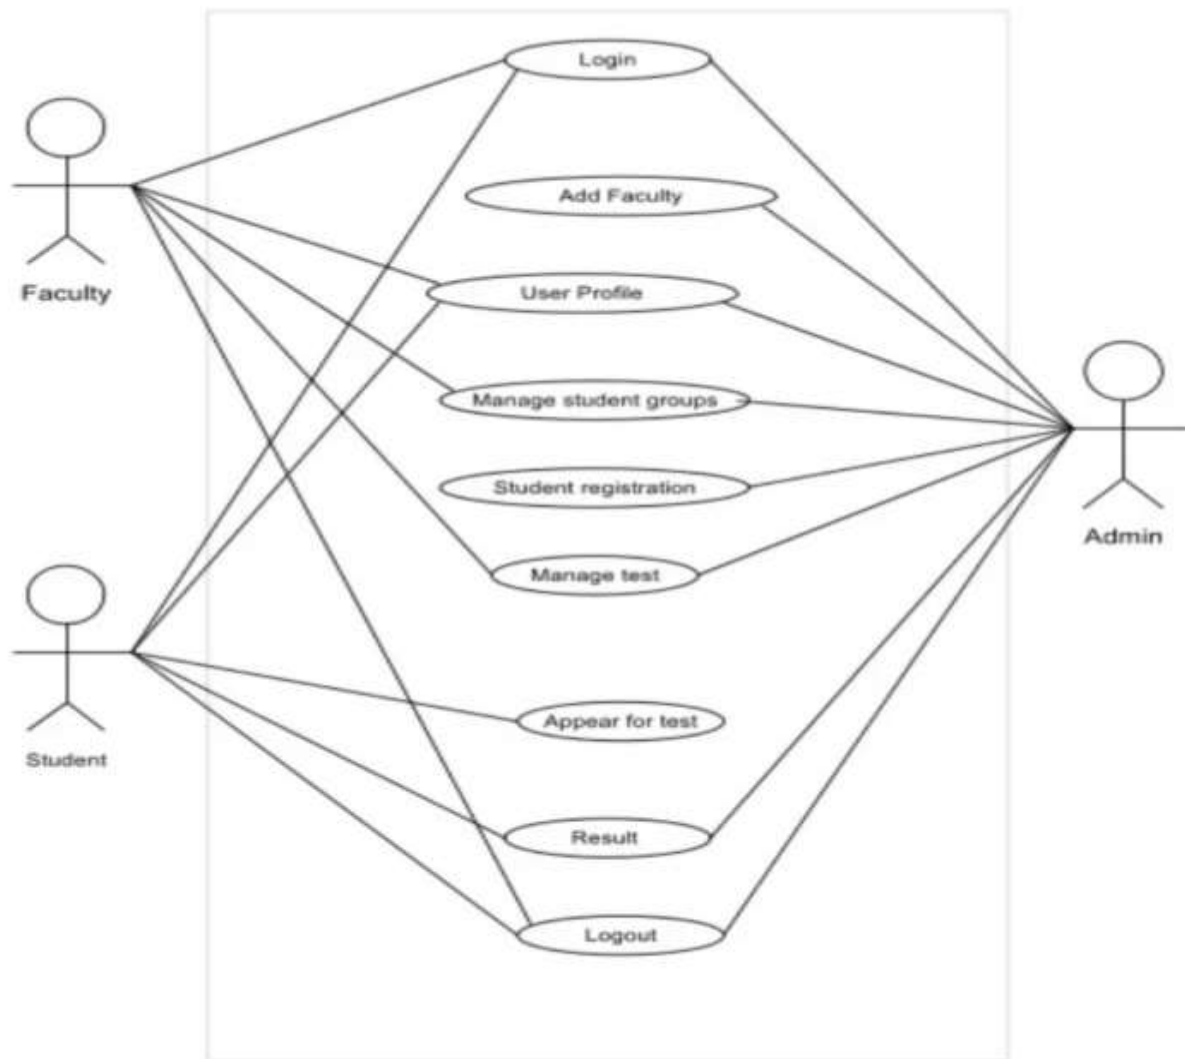 Login
Add Faculty
Faculty
User Profile
Manage student groups
Student registration
Admin
Manage test
Appear for test
Student
Result
Logout